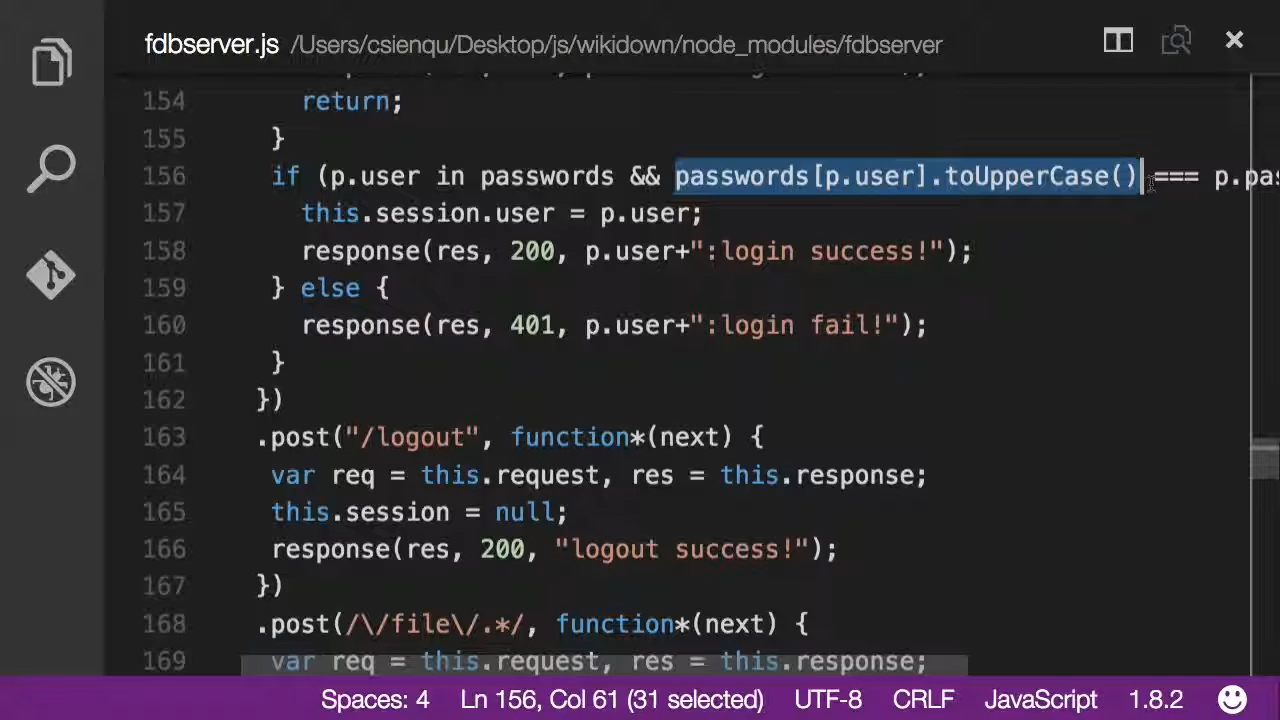 fdbserver.js /Users/csienqu/Desktop/js/wikidown/node_modules/fdbserver
154 return;
155 }
156 if (p.user in passwords && passwords[p.user].toUpperCase() === p.pas
157 this.session.user = p.user;
158 response(res, 200, p.user+":login success!");
159 } else {
160 response(res, 401, p.user+":login fail!");
161 }
162 })
163 .post("/logout", function*(next) {
164 var req = this.request, res = this.response;
165 this.session = null;
166 response(res, 200, "logout success!");
167 })
168 .post(/\/file\/.*/, function*(next) {
169 var req = this.request, res = this.response;
Spaces: 4 Ln 156, Col 61 (31 selected) UTF-8 CRLF JavaScript 1.8.2